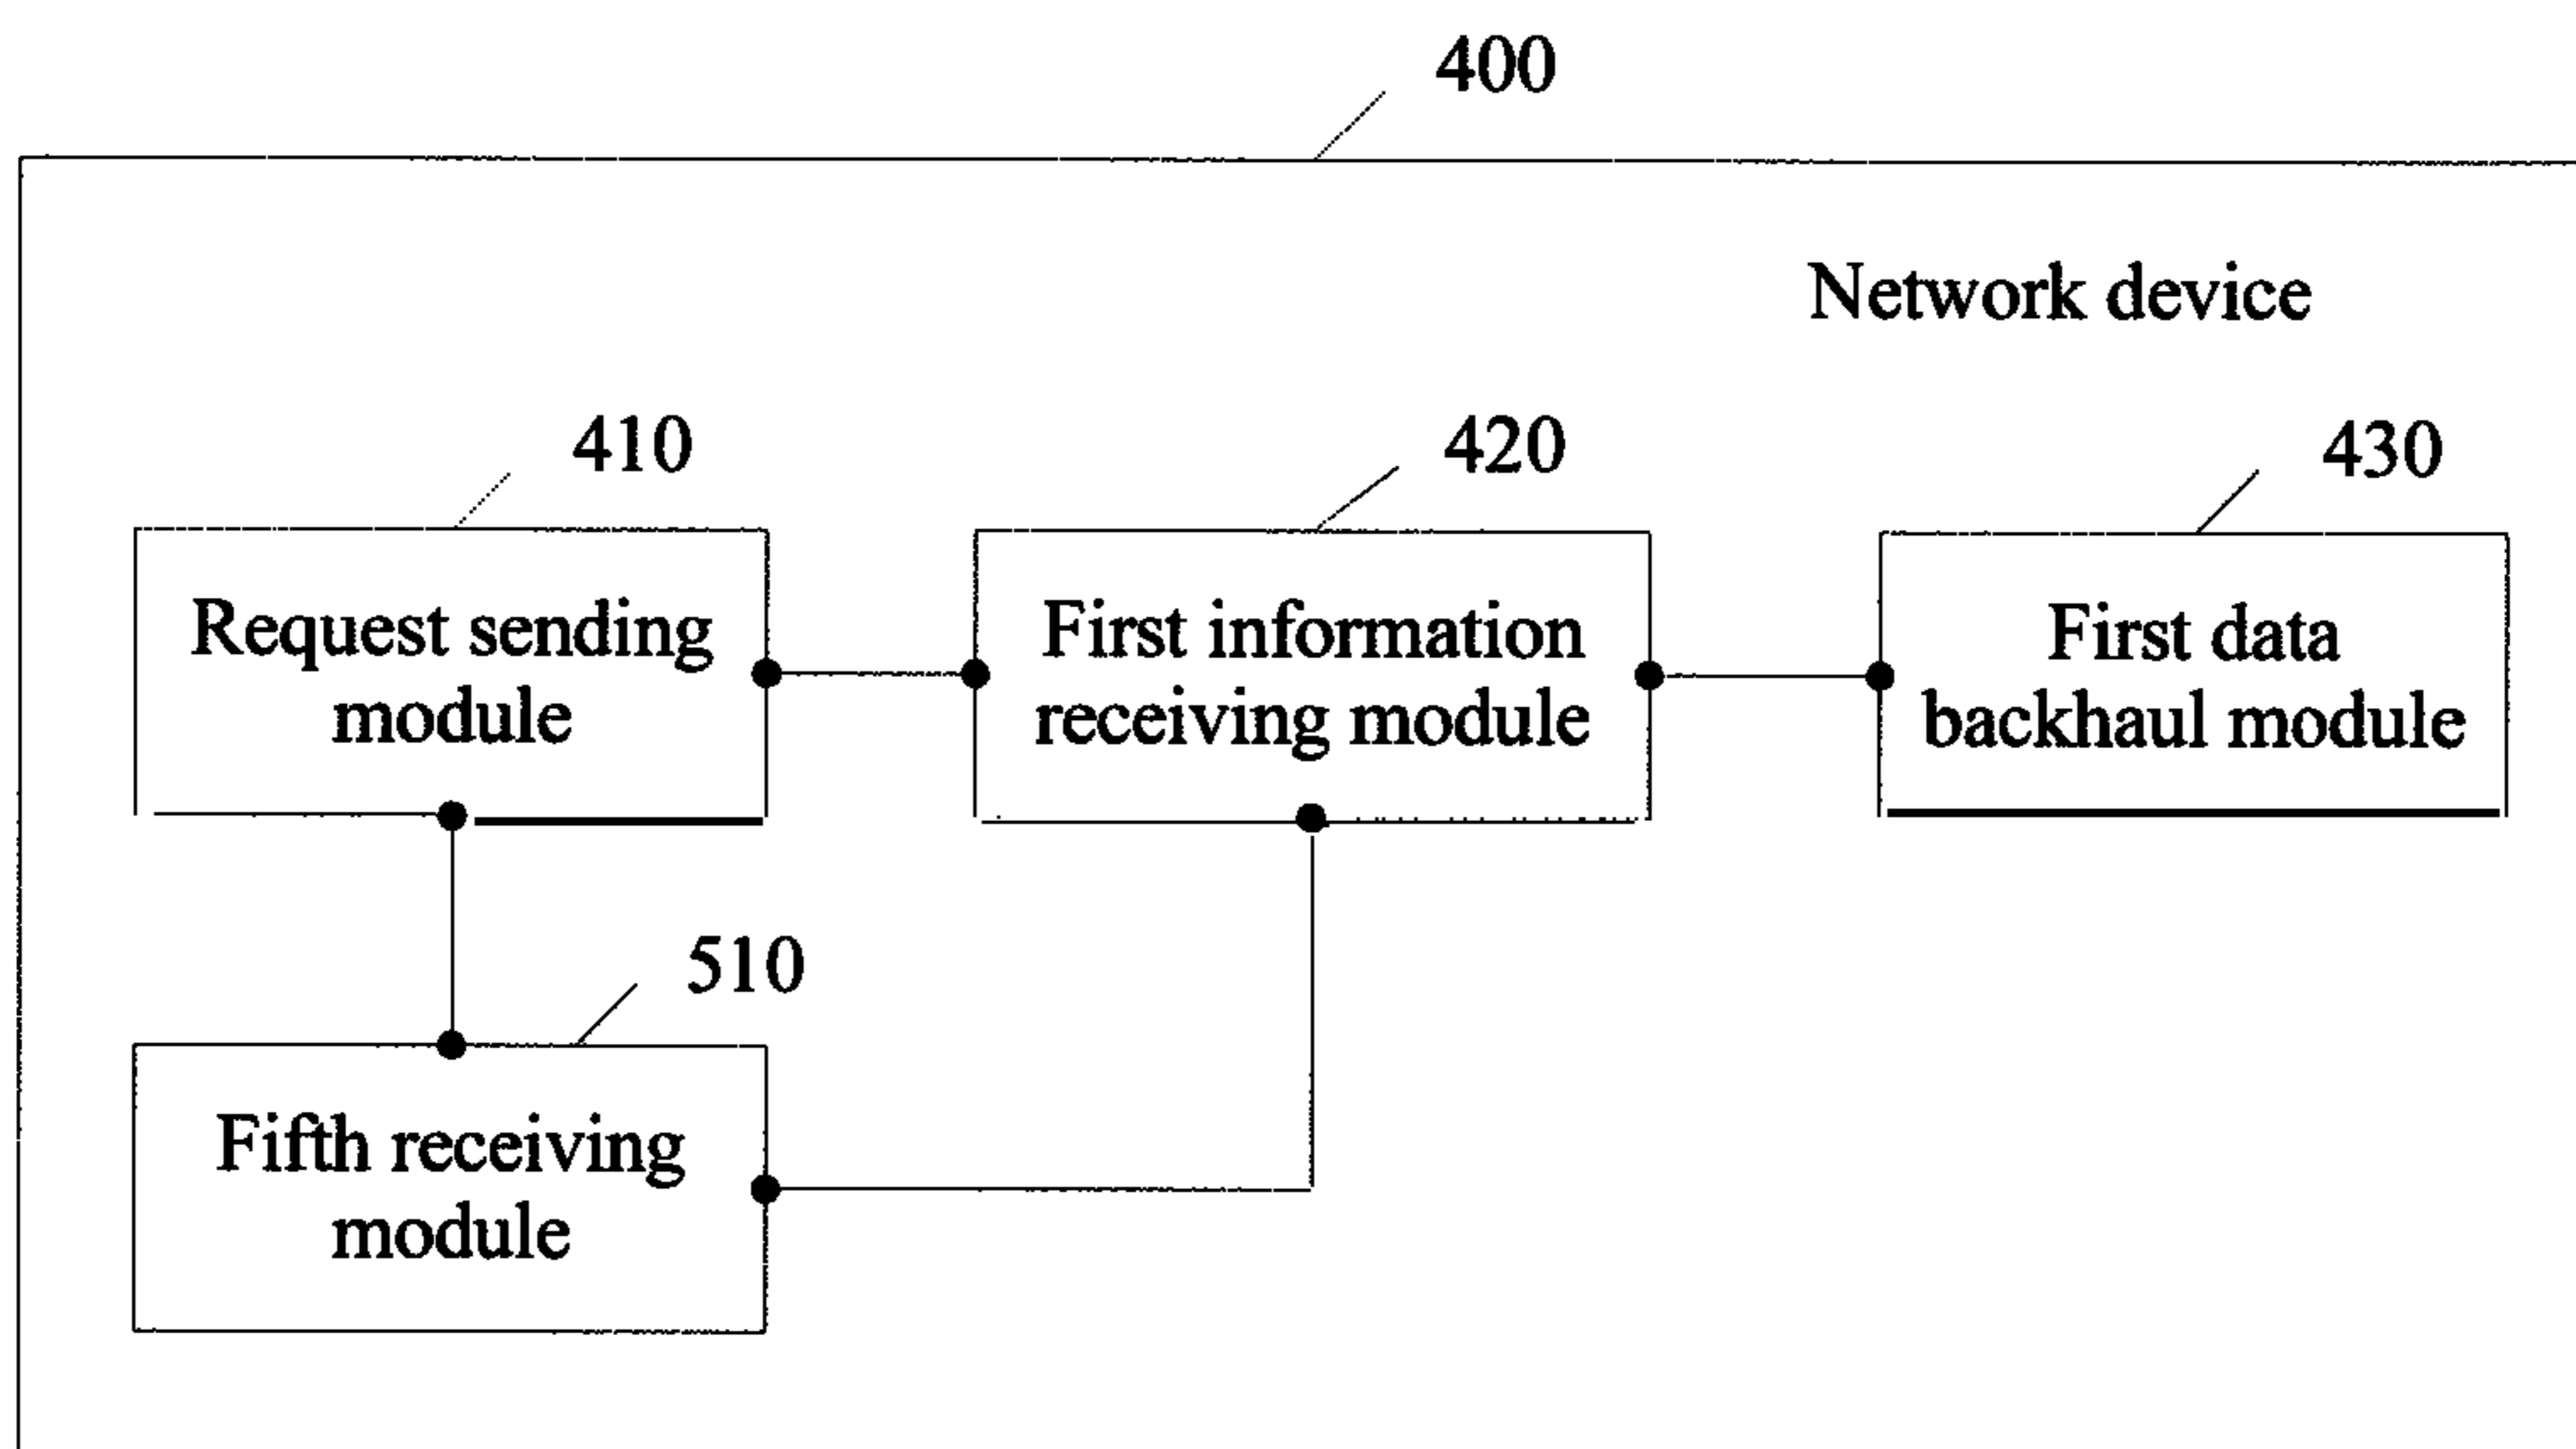 400
Network device
410
420
430
Request sending
module
First information
receiving module
First data
backhaul module
510
Fifth receiving
module